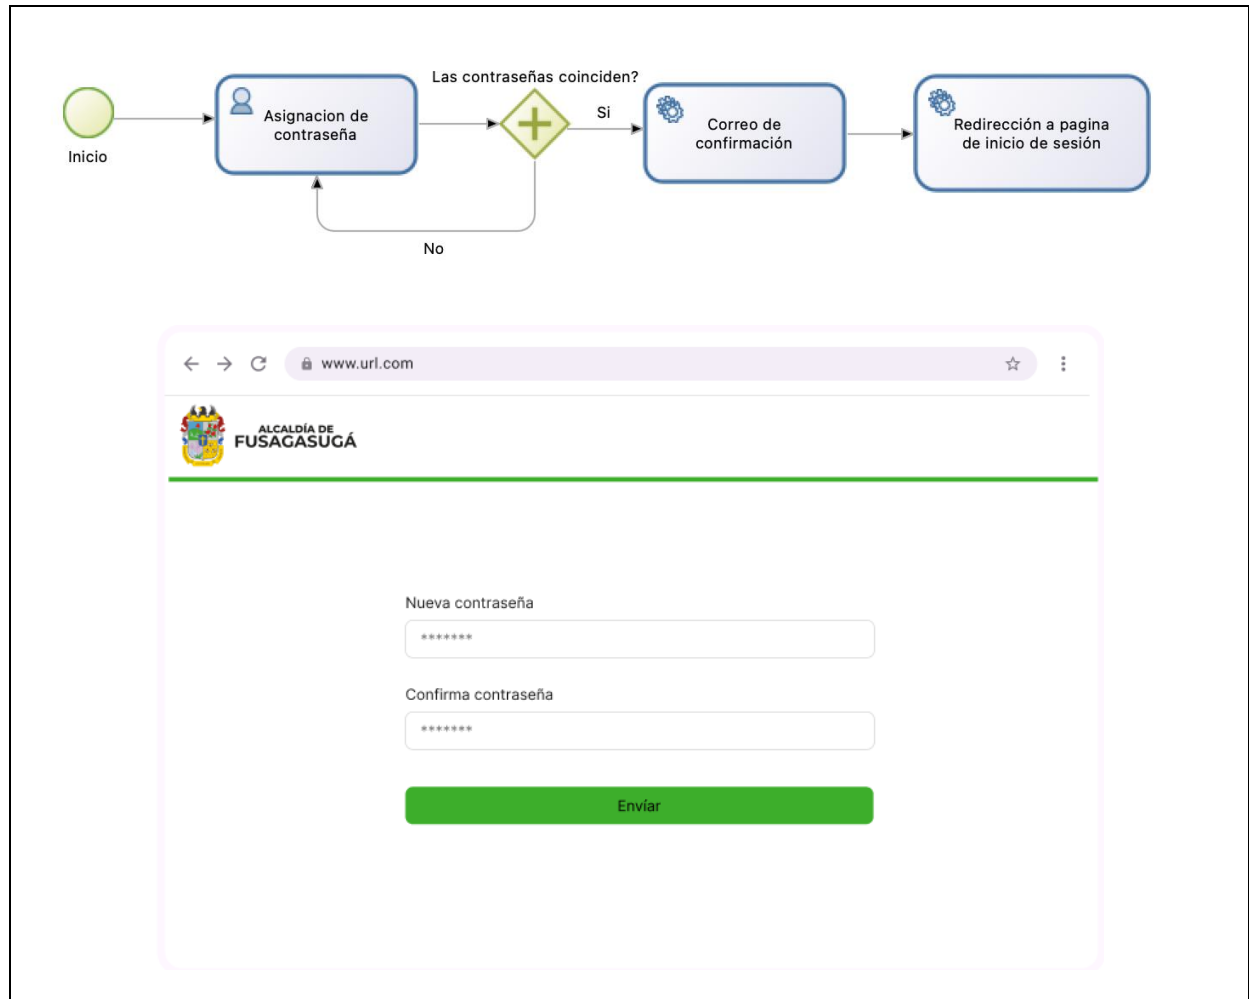 Las contraseñas coinciden?
Inicio
Asignacion de
contraseña
Si
No
Correo de
confirmación
Redirección a pagina
de inicio de sesión
www.url.com
ALCALDÍA DE
FUSAGASUGÁ
Nueva contraseña
*******
Confirma contraseña
*******
Envíar